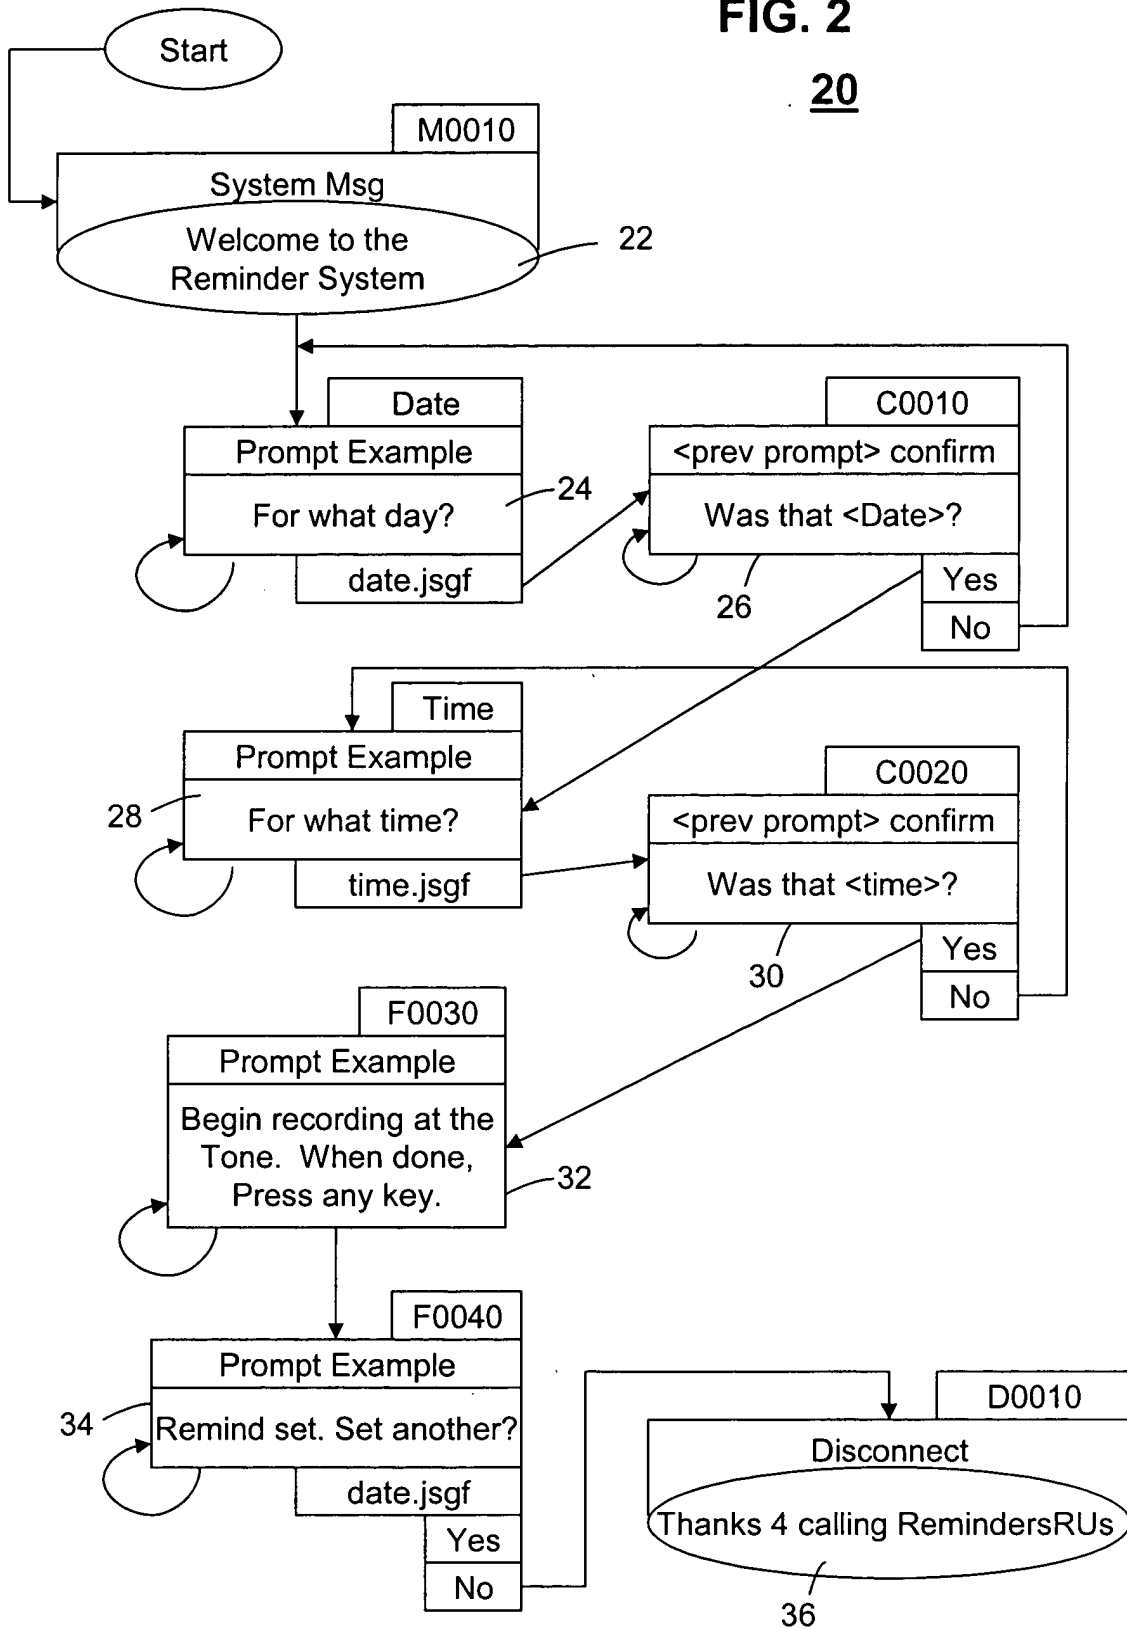 FIG. 2
20
Start
M0010
System Msg
Welcome to the
Reminder System
22
Date
Prompt Example
For what day?
24
date.jsgf
C0010
<prev prompt> confirm
Was that <Date>?
26
Yes
No
Time
Prompt Example
28
For what time?
time.jsgf
C0020
<prev prompt> confirm
Was that <time>?
30
Yes
No
F0030
Prompt Example
Begin recording at the
Tone. When done,
Press any key.
32
F0040
Prompt Example
34
Remind set. Set another?
date.jsgf
Yes
No
D0010
Disconnect
Thanks 4 calling RemindersRUs
36